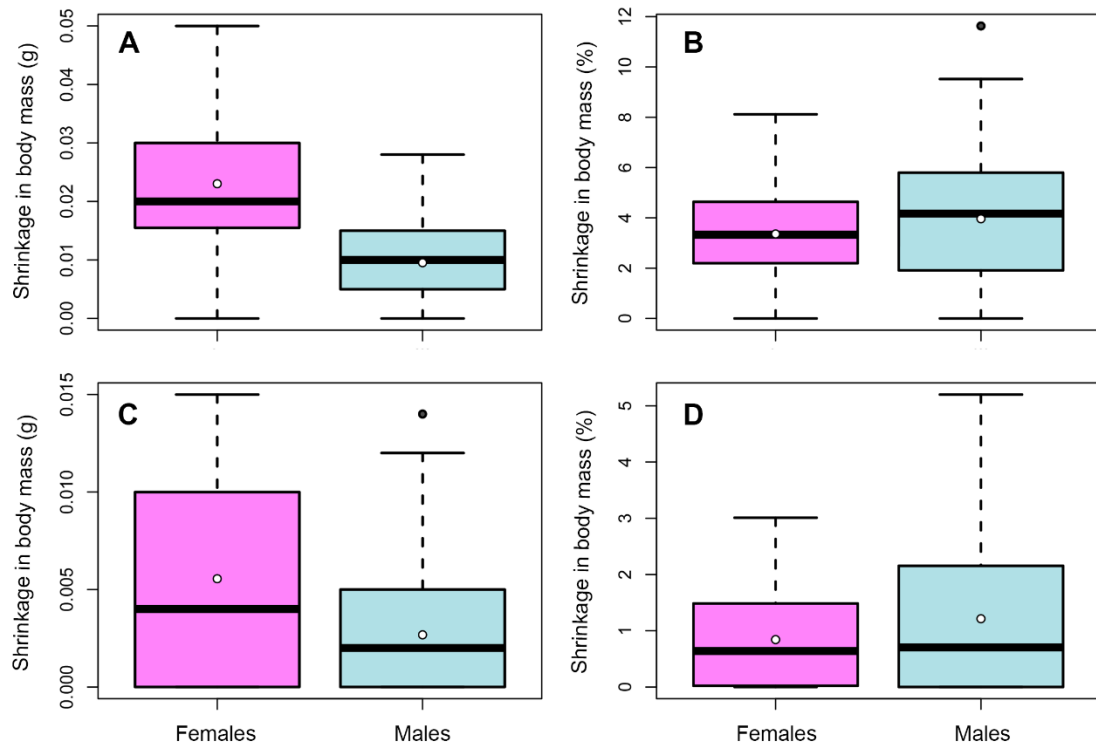 A
Shrinkage in body mass (g)
0.00
0.01
0.02
0.03
0.04
0.05
B
Shrinkage in body mass (%)
0
2
4
6
8
10
12
C
Shrinkage in body mass (g)
0.000
0.005
0.010
0.015
Females
Males
D
Shrinkage in body mass (%)
0
1
2
3
4
5
Females
Males